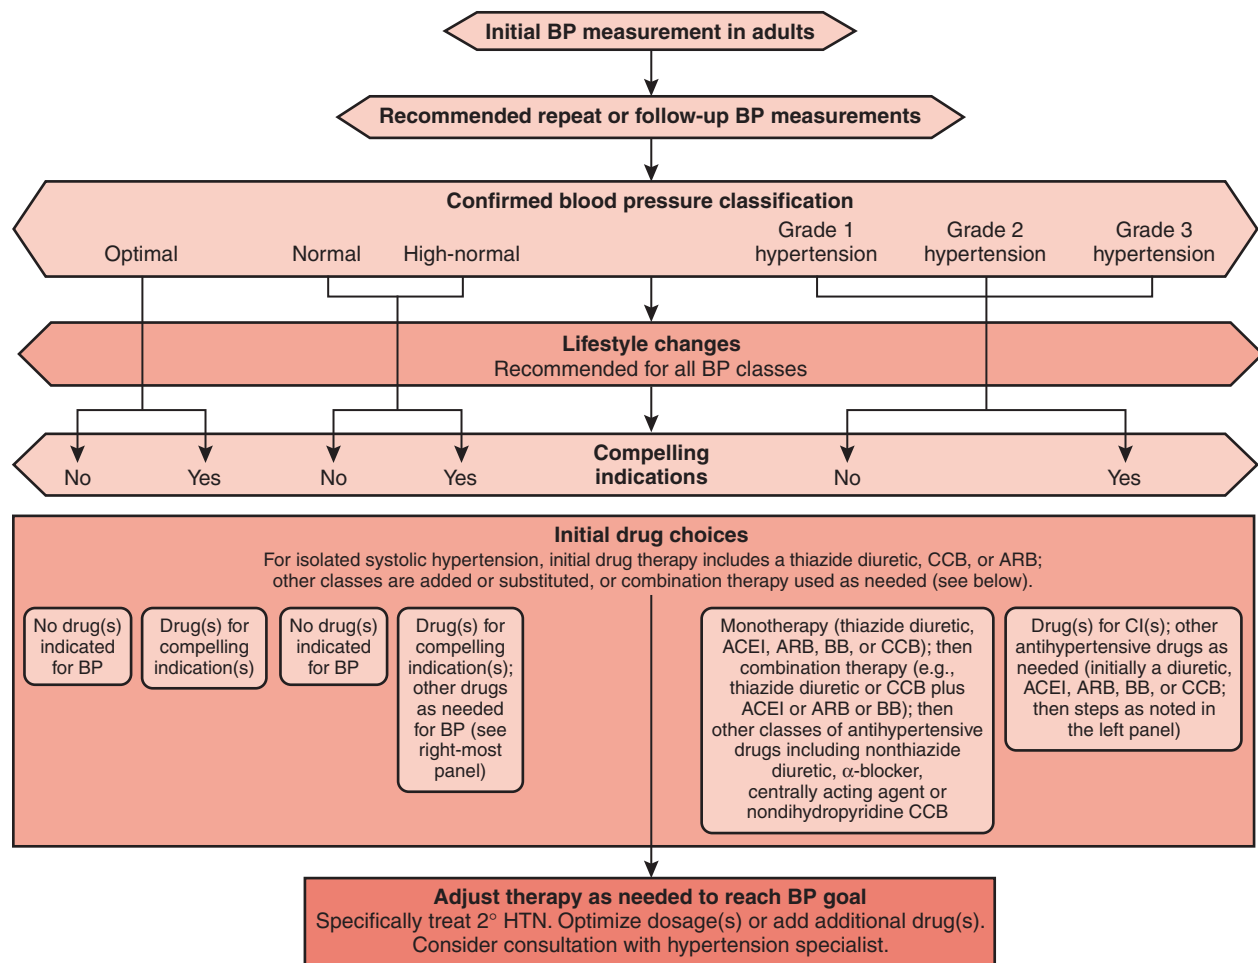 Initial BP measurement in adults
Recommended repeat or follow-up BP measurements
Confirmed blood pressure classification
Optimal
Normal
High-normal
Grade 1
hypertension
Grade 2
hypertension
Grade 3
hypertension
Lifestyle changes
Recommended for all BP classes
Compelling
indications
No
Yes
No
Yes
No
Yes
Initial drug choices
For isolated systolic hypertension, initial drug therapy includes a thiazide diuretic, CCB, or ARB;
other classes are added or substituted, or combination therapy used as needed (see below).
No drug(s)
indicated
for BP
Drug(s) for
compelling
indication(s)
No drug(s)
indicated
for BP
Drug(s) for
compelling
indication(s);
other drugs
as needed
for BP (see
right-most
panel)
Monotherapy (thiazide diuretic,
ACEI, ARB, BB, or CCB); then
combination therapy (e.g.,
thiazide diuretic or CCB plus
ACEI or ARB or BB); then
other classes of antihypertensive
drugs including nonthiazide
diuretic, α-blocker,
centrally acting agent or
nondihydropyridine CCB
Drug(s) for CI(s); other
antihypertensive drugs as
needed (initially a diuretic,
ACEI, ARB, BB, or CCB;
then steps as noted in
the left panel)
Adjust therapy as needed to reach BP goal
Specifically treat 2° HTN. Optimize dosage(s) or add additional drug(s).
Consider consultation with hypertension specialist.